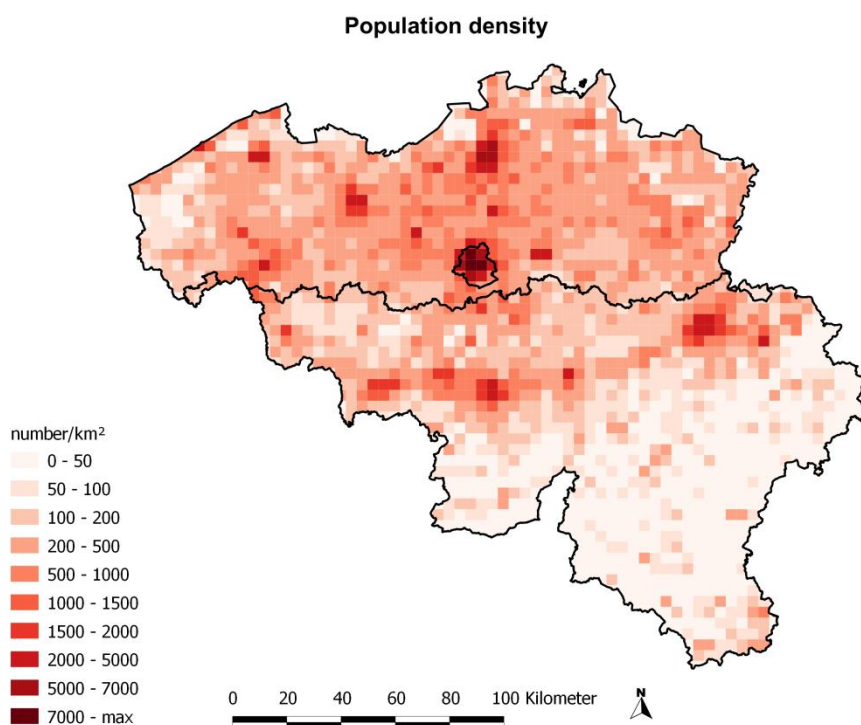 Population density
number/km²
0 - 50
50 - 100
100 - 200
200 - 500
500 - 1000
1000 - 1500
1500 - 2000
2000 - 5000
5000 - 7000
7000 - max
0 20 40 60 80 100 Kilometer
N